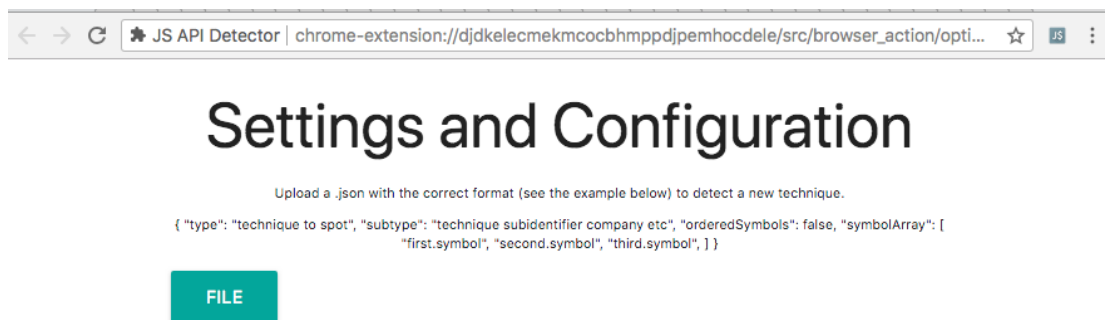 JS API Detector | chrome-extension://djdkelecmekmcocbhmppdjpemhocdele/src/browser_action/opti...
JS
Settings and Configuration
Upload a .json with the correct format (see the example below) to detect a new technique.
{ "type": "technique to spot", "subtype": "technique subidentifier company etc", "orderedSymbols": false, "symbolArray": [
"first.symbol", "second.symbol", "third.symbol", ] }
FILE